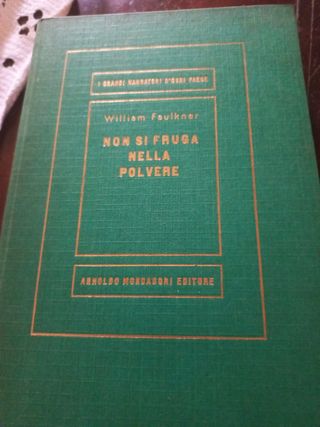 I GRANDI NARRATORI D'OGNI PAESE
William Faulkner
NON SI FRUGA
NELLA
POLVERE
ARNOLDO MONDADORI EDITORE